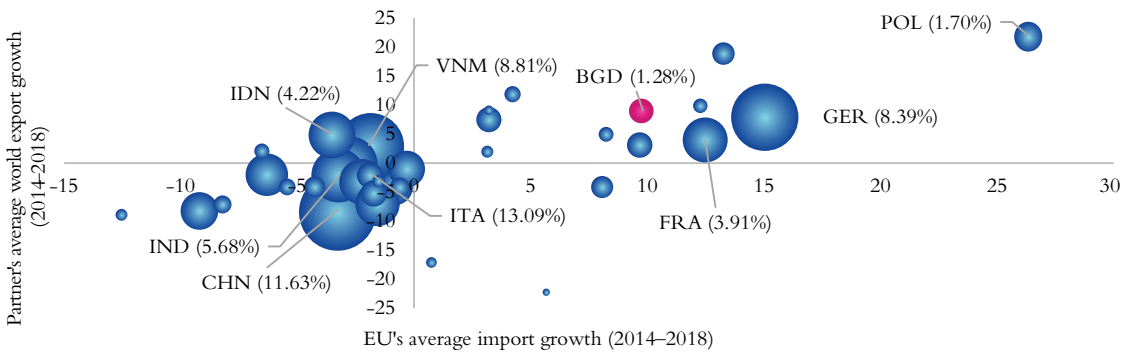 Partner's average world export growth
(2014–2018)
25
20
15
10
5
0
-5
-10
-15
-20
-25
-15
-10
-5
0
5
10
15
20
25
30
POL (1.70%)
VNM (8.81%)
BGD (1.28%)
IDN (4.22%)
GER (8.39%)
ITA (13.09%)
FRA (3.91%)
IND (5.68%)
CHN (11.63%)
EU's average import growth (2014–2018)